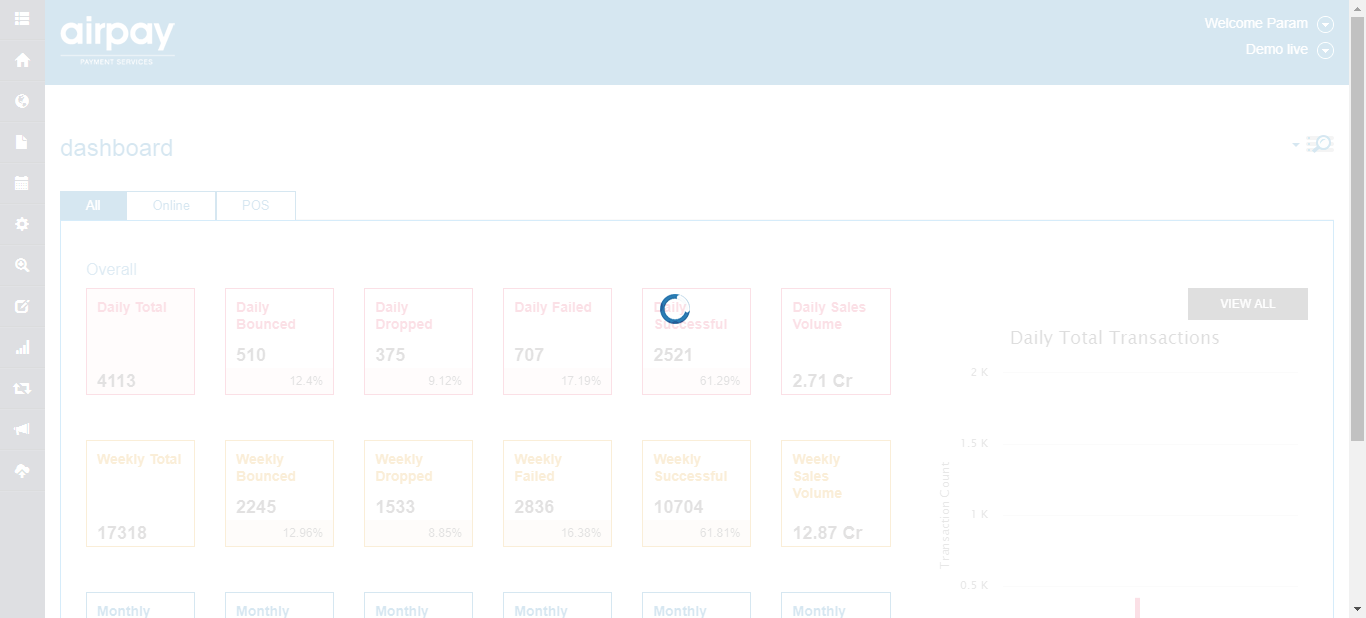 airpay
PAYMENT SERVICES
Welcome Param
Demo live
dashboard
All
Online
POS
Overall
Daily Total
4113
Daily
Bounced
510
12.4%
Daily
Dropped
375
9.12%
Daily Failed
707
17.19%
Daily
Successful
2521
61.29%
Daily Sales
Volume
2.71 Cr
Weekly Total
17318
Weekly
Bounced
2245
12.96%
Weekly
Dropped
1533
8.85%
Weekly
Failed
2836
16.38%
Weekly
Successful
10704
61.81%
Weekly
Sales
Volume
12.87 Cr
Monthly
Monthly
Monthly
Monthly
Monthly
Monthly
VIEW ALL
Daily Total Transactions
2 K
1.5 K
1 K
0.5 K
Transaction Count